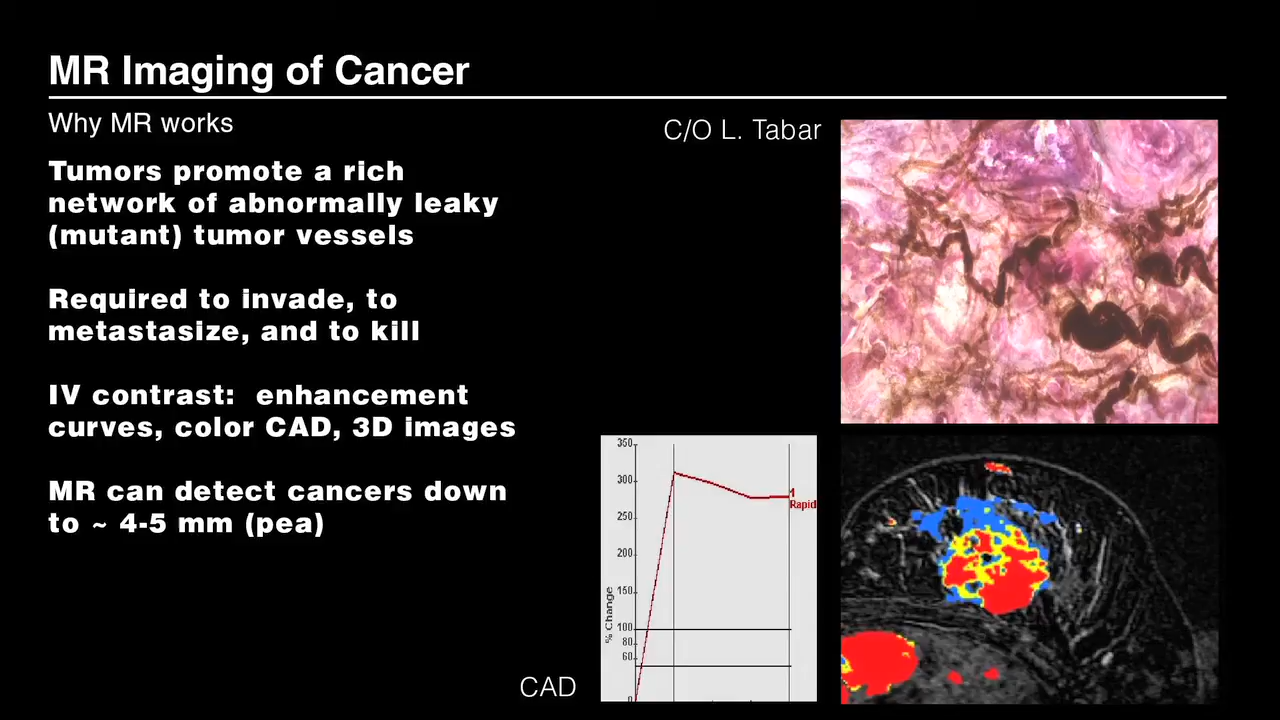 MR Imaging of Cancer
Why MR works
C/O L. Tabar
Tumors promote a rich
network of abnormally leaky
(mutant) tumor vessels
Required to invade, to
metastasize, and to kill
IV contrast:  enhancement
curves, color CAD, 3D images
MR can detect cancers down
to ~ 4-5 mm (pea)
350
300
250
200
150
100
80
60
0
% Change
1
Rapid
CAD